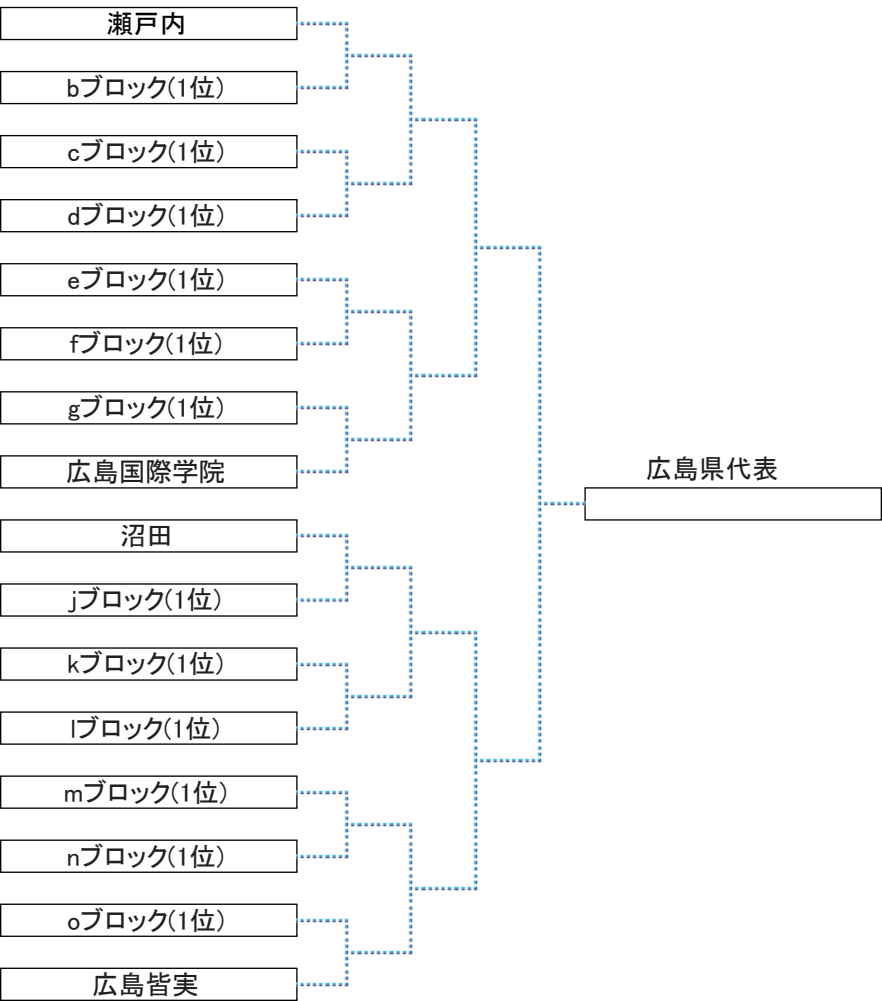 瀬戸内
bブロック(1位)
cブロック(1位)
dブロック(1位)
eブロック(1位)
fブロック(1位)
gブロック(1位)
広島国際学院
広島県代表
沼田
jブロック(1位)
kブロック(1位)
lブロック(1位)
mブロック(1位)
nブロック(1位)
oブロック(1位)
広島皆実